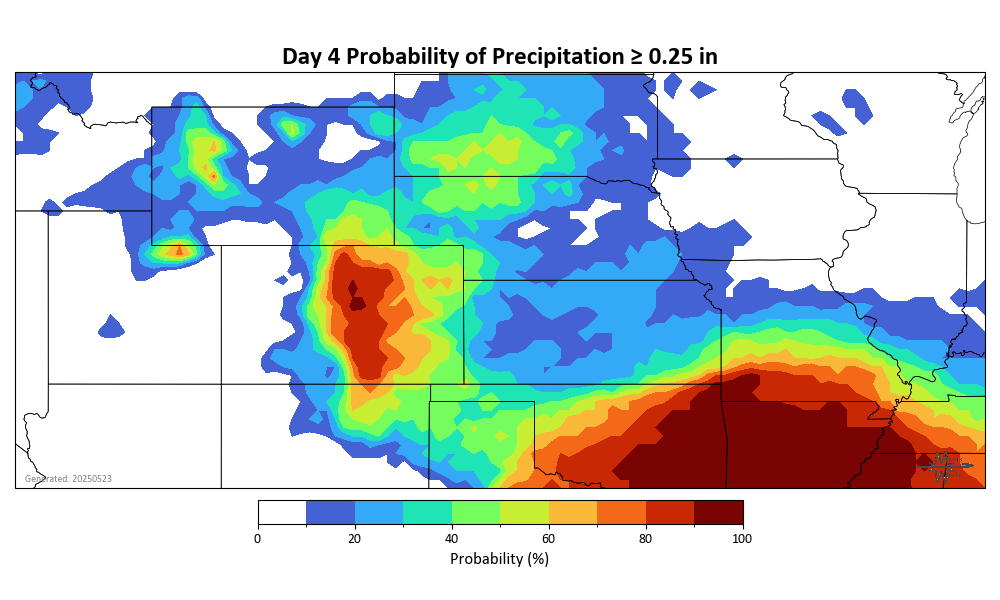 Day 4 Probability of Precipitation ≥ 0.25 in
Generated: 20250523
0 20 40 60 80 100
Probability (%)